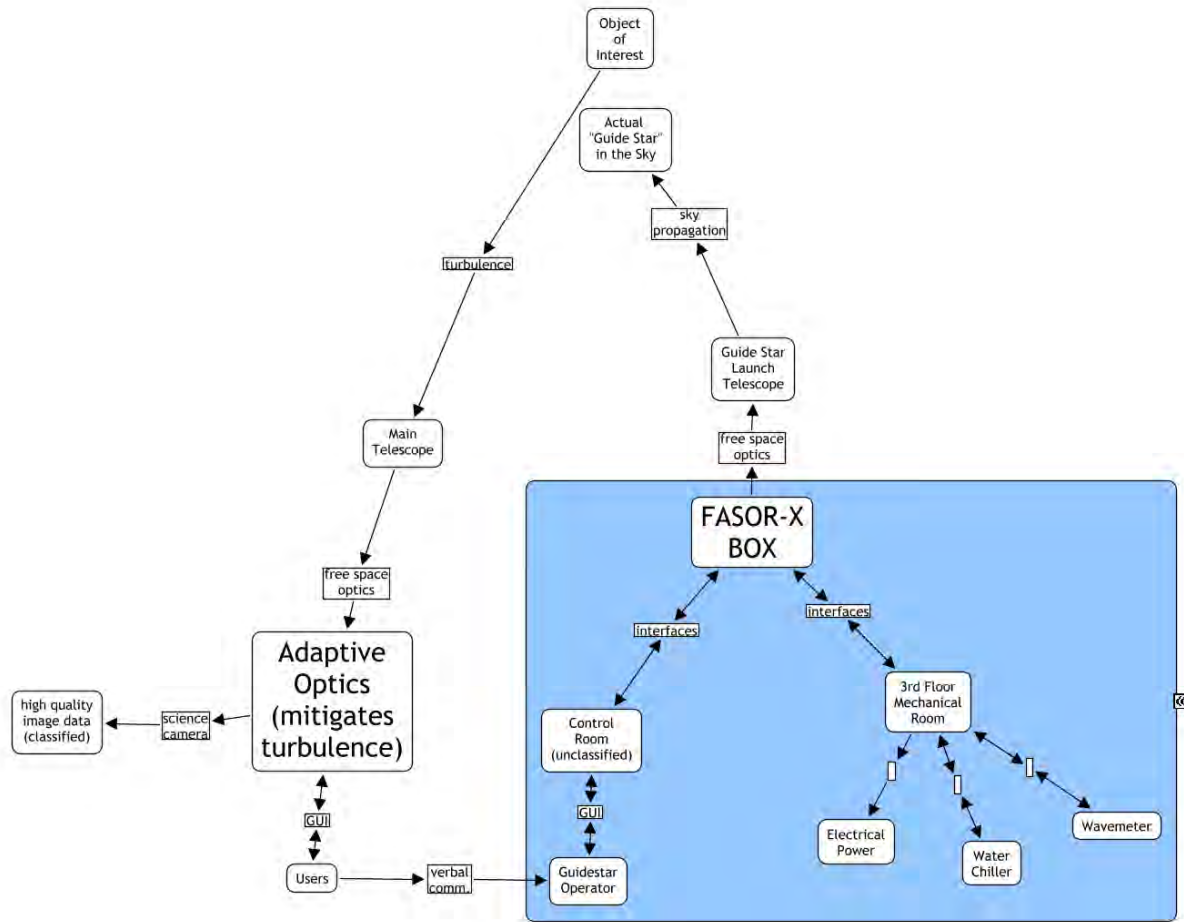 Object
of
interest
Actual
"Guide Star"
in the Sky
sky
propagation
turbulence
Guide Star
Launch
Telescope
Main
Telescope
free space
optics
FASOR-X
BOX
free space
optics
interfaces
interfaces
Adaptive
Optics
(mitigates
turbulence)
3rd Floor
Mechanical
Room
high quality
image data
(classified)
science
camera
Control
Room
(unclassified)
GUI
GUI
Electrical
Power
Wavemeter
Water
Chiller
Users
verbal
comm.
Guidestar
Operator
«